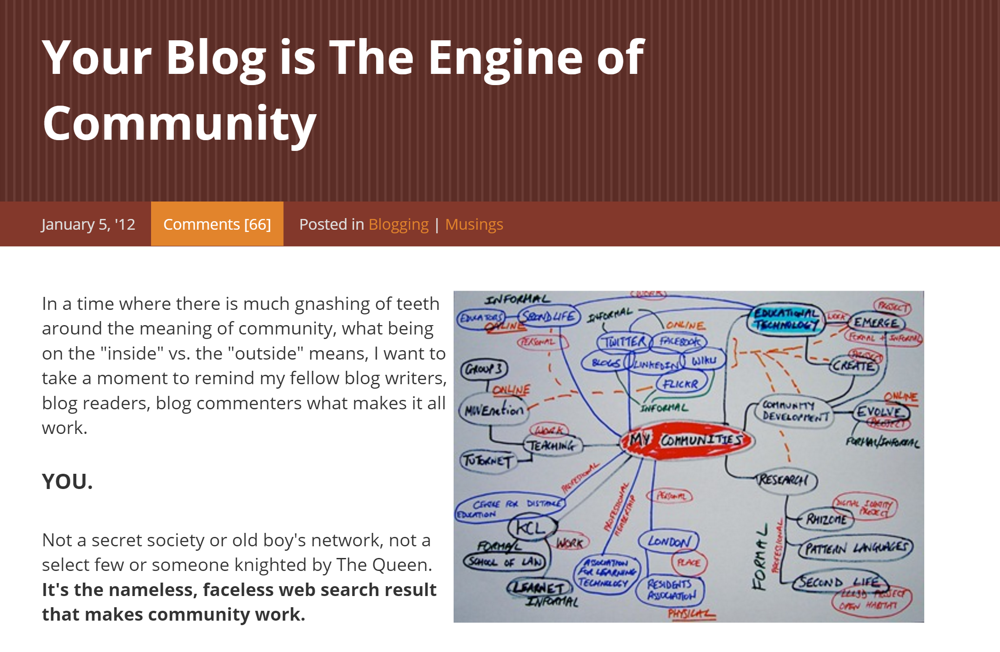 Your Blog is The Engine of
Community
January 5, '12
Comments [66]
Posted in Blogging | Musings
In a time where there is much gnashing of teeth
around the meaning of community, what being
on the "inside" vs. the "outside" means, I want to
take a moment to remind my fellow blog writers,
blog readers, blog commenters what makes it all
work.
YOU.
Not a secret society or old boy's network, not a
select few or someone knighted by The Queen.
It's the nameless, faceless web search result
that makes community work.
INFORMAL
WORK
EDUCATORS
SECOND LIFE
ONLINE
PERSONAL
INFORMAL
ONLINE
TWITTER
FACEBOOK
BLOGS
LINKEDIN
WIKIS
FLICKR
INFORMAL
EDUCATIONAL
TECHNOLOGY
WORK
PROJECT
EMERGE
FORMAL + INFORMAL
PROJECT
CREATE
GROUP 3
ONLINE
MUVEnation
WORK
TEACHING
TUTORNET
MY COMMUNITIES
COMMUNITY
DEVELOPMENT
ONLINE
EVOLVE
PROJECT
FORMAL/INFORMAL
RESEARCH
PROFESSIONAL
CENTRE FOR DISTANCE
EDUCATION
KCL
WORK
FORMAL
SCHOOL OF LAW
LEARNET
INFORMAL
PROFESSIONAL
MEMBERSHIP
ASSOCIATION
FOR LEARNING
TECHNOLOGY
PERSONAL
LONDON
PLACE
RESIDENTS
ASSOCIATION
PHYSICAL
FORMAL
PROFESSIONAL
DIGITAL IDENTITY
PROJECT
RHIZOME
PATTERN LANGUAGES
SECOND LIFE
PROJECT
OPEN HABITAT